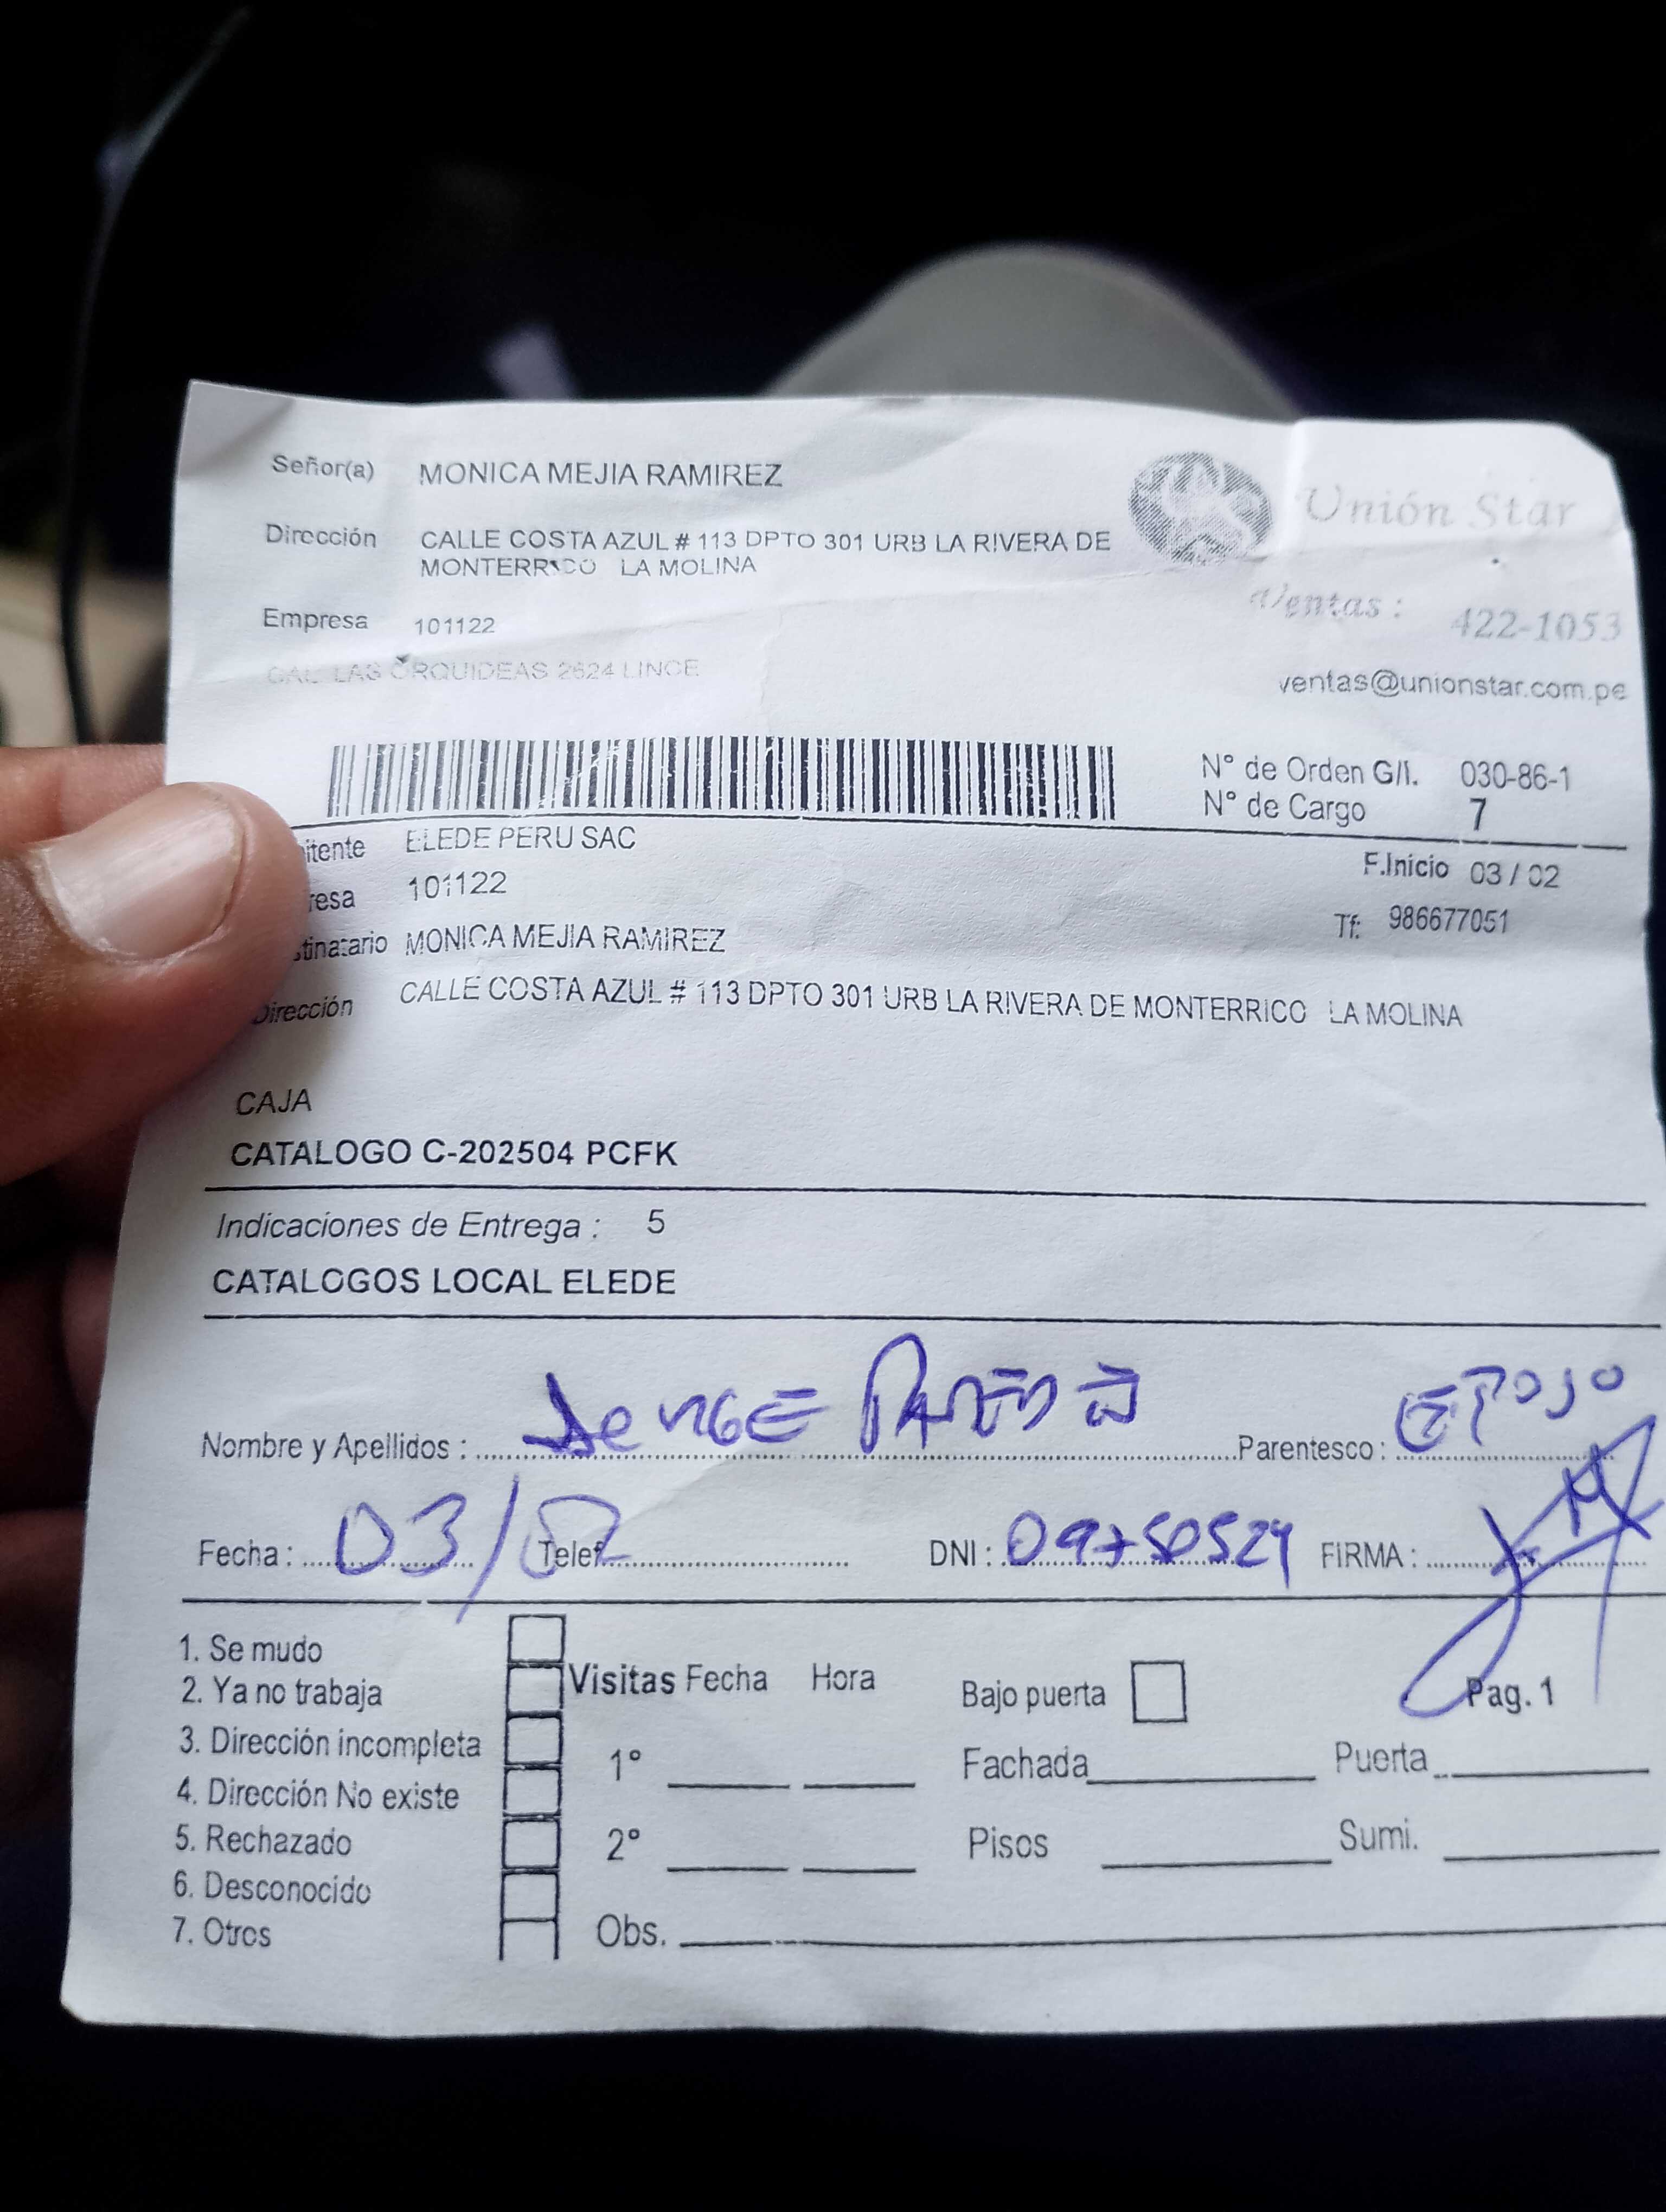 Señor(a) MONICA MEJIA RAMIREZ
Unión Star
Dirección CALLE COSTA AZUL # 113 DPTO 301 URB LA RIVERA DE
MONTERRICO LA MOLINA
Ventas : 422-1053
Empresa 101122
CAL. LAS ORQUIDEAS 2624 LINCE
ventas@unionstar.com.pe
N° de Orden G/I. 030-86-1
N° de Cargo 7
itente ELEDE PERU SAC
F.Inicio 03 / 02
resa 101122
Tf: 986677051
tinatario MONICA MEJIA RAMIREZ
Dirección CALLE COSTA AZUL # 113 DPTO 301 URB LA RIVERA DE MONTERRICO LA MOLINA
CAJA
CATALOGO C-202504 PCFK
Indicaciones de Entrega : 5
CATALOGOS LOCAL ELEDE
Nombre y Apellidos : Parentesco :
Fecha : 03/02 Telef. DNI : 09750524 FIRMA :
1. Se mudo
2. Ya no trabaja
3. Dirección incompleta
4. Dirección No existe
5. Rechazado
6. Desconocido
7. Otros
Visitas Fecha Hora
1°
2°
Obs.
Bajo puerta
Pag. 1
Fachada Puerta
Pisos Sumi.